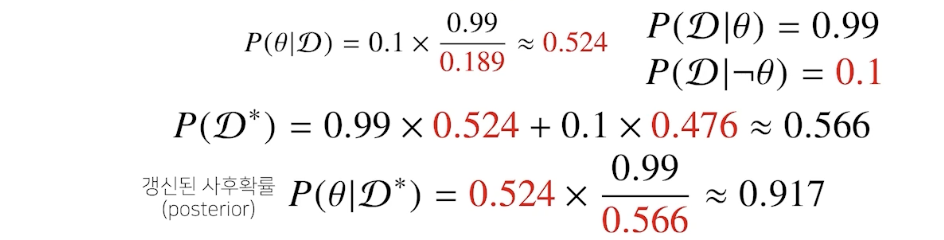 P(θ|𝒟) = 0.1 × 0.99/0.189 ≈ 0.524
P(𝒟|θ) = 0.99
P(𝒟|¬θ) = 0.1
P(𝒟*) = 0.99 × 0.524 + 0.1 × 0.476 ≈ 0.566
갱신된 사후확률
(posterior)
P(θ|𝒟*) = 0.524 × 0.99/0.566 ≈ 0.917